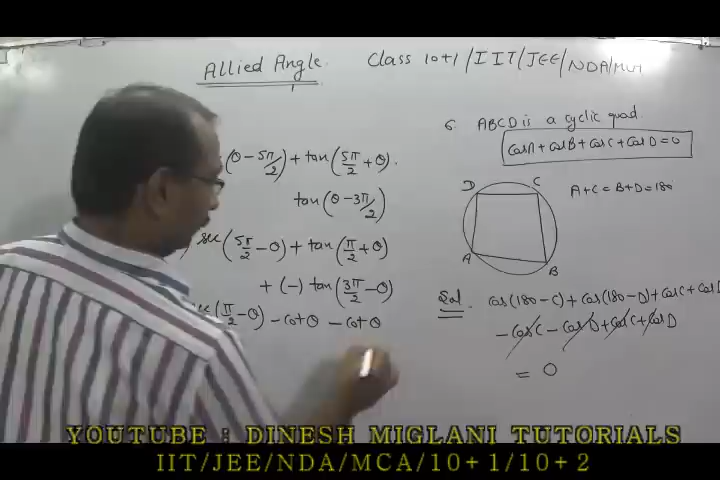 Allied Angle. Class 10+1/IIT/JEE/NDA/
(θ-5π/2) + tan(5π/2 + θ).
tan(θ-3π/2)
sec(5π/2 - θ) + tan(π/2 + θ)
+ (-) tan(3π/2 - θ)
(π/2 - θ) - cotθ - cotθ
6. ABCD is a cyclic quad.
cosA + cosB + cosC + cosD = 0
D C
A B
A+C = B+D = 180
Sol. cos(180-C) + cos(180-D) + cosC + cosD
- cosC - cosD + cosC + cosD
= 0
YOUTUBE : DINESH MIGLANI TUTORIALS
IIT/JEE/NDA/MCA/10+1/10+2